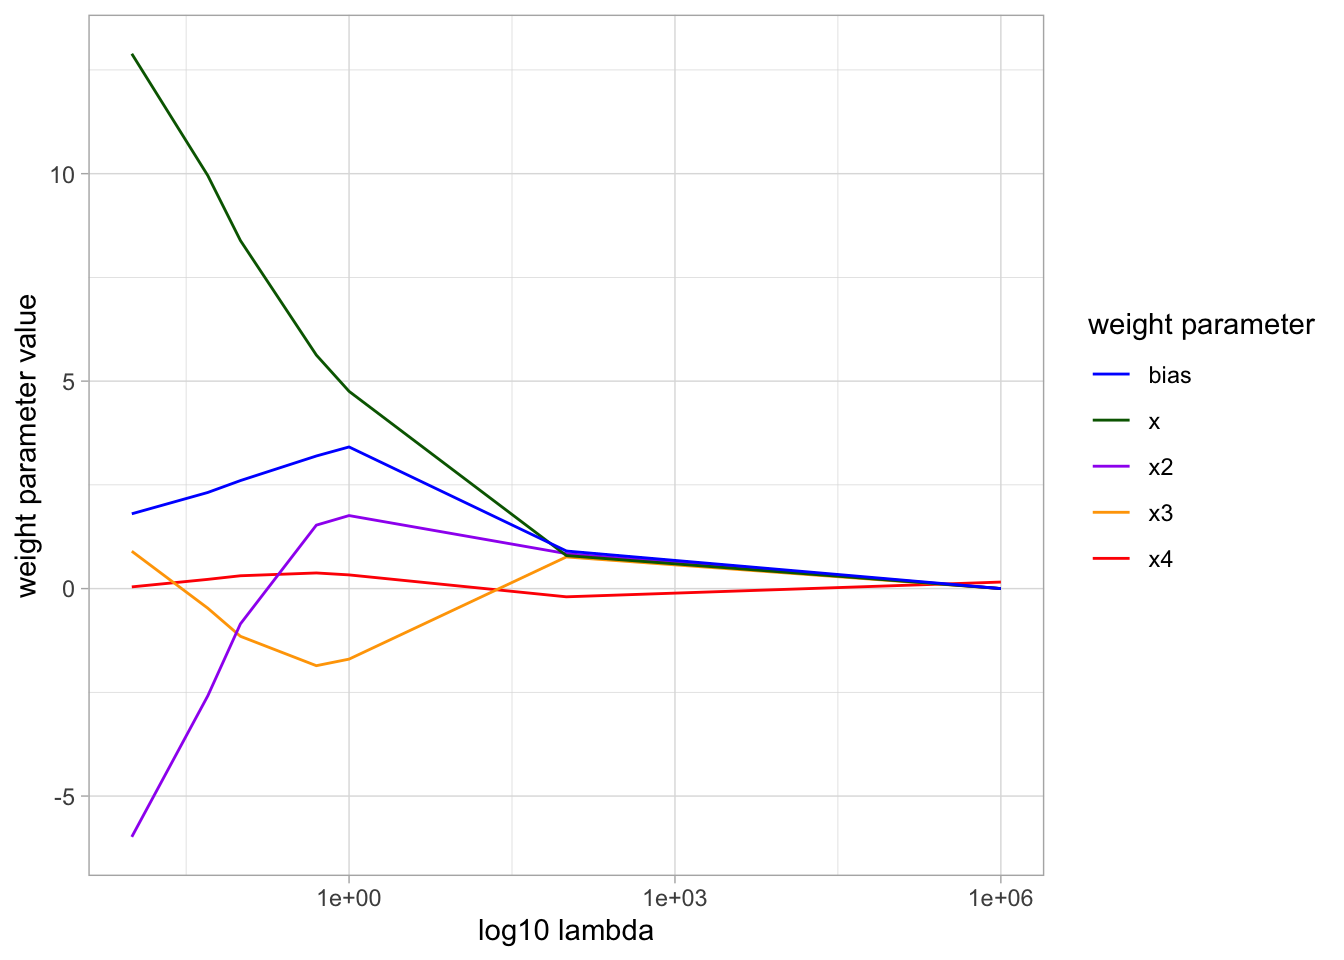 weight parameter value
10
5
0
-5
1e+00
1e+03
1e+06
log10 lambda
weight parameter
bias
x
x2
x3
x4